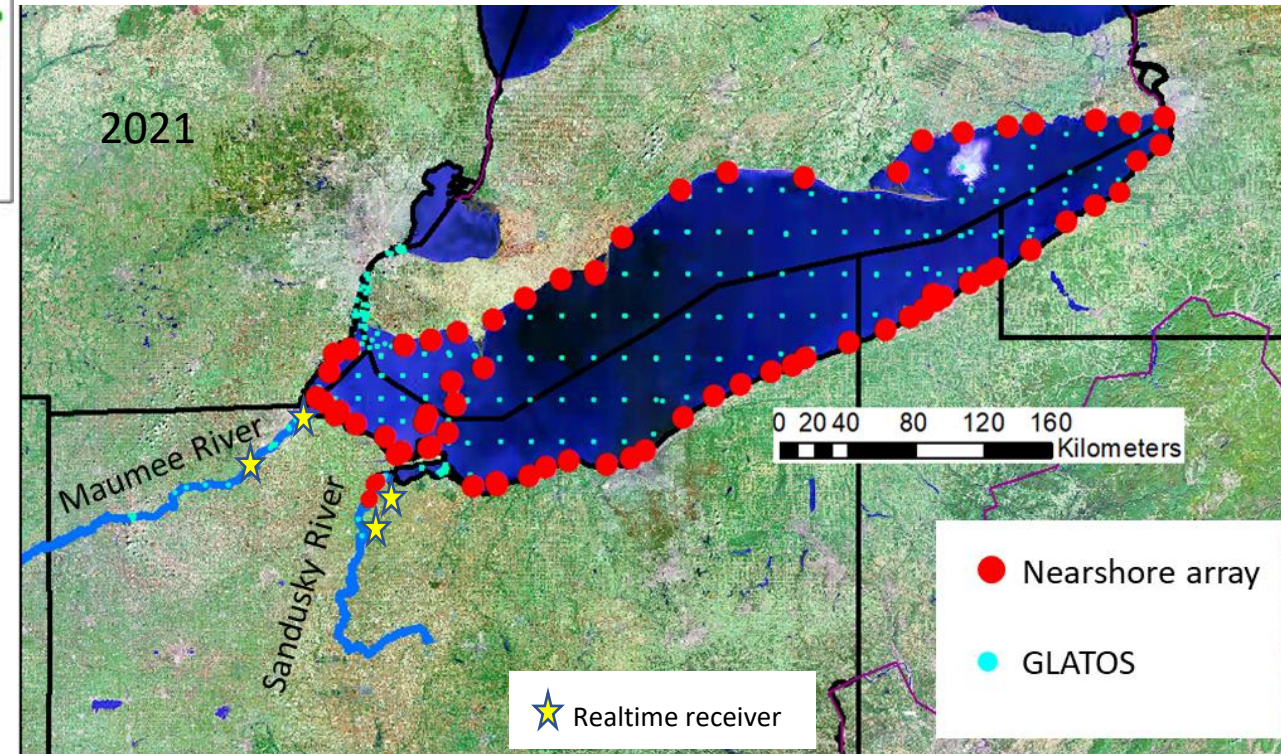 2021
Maumee River
Sandusky River
0 20 40 80 120 160
Kilometers
Nearshore array
GLATOS
Realtime receiver